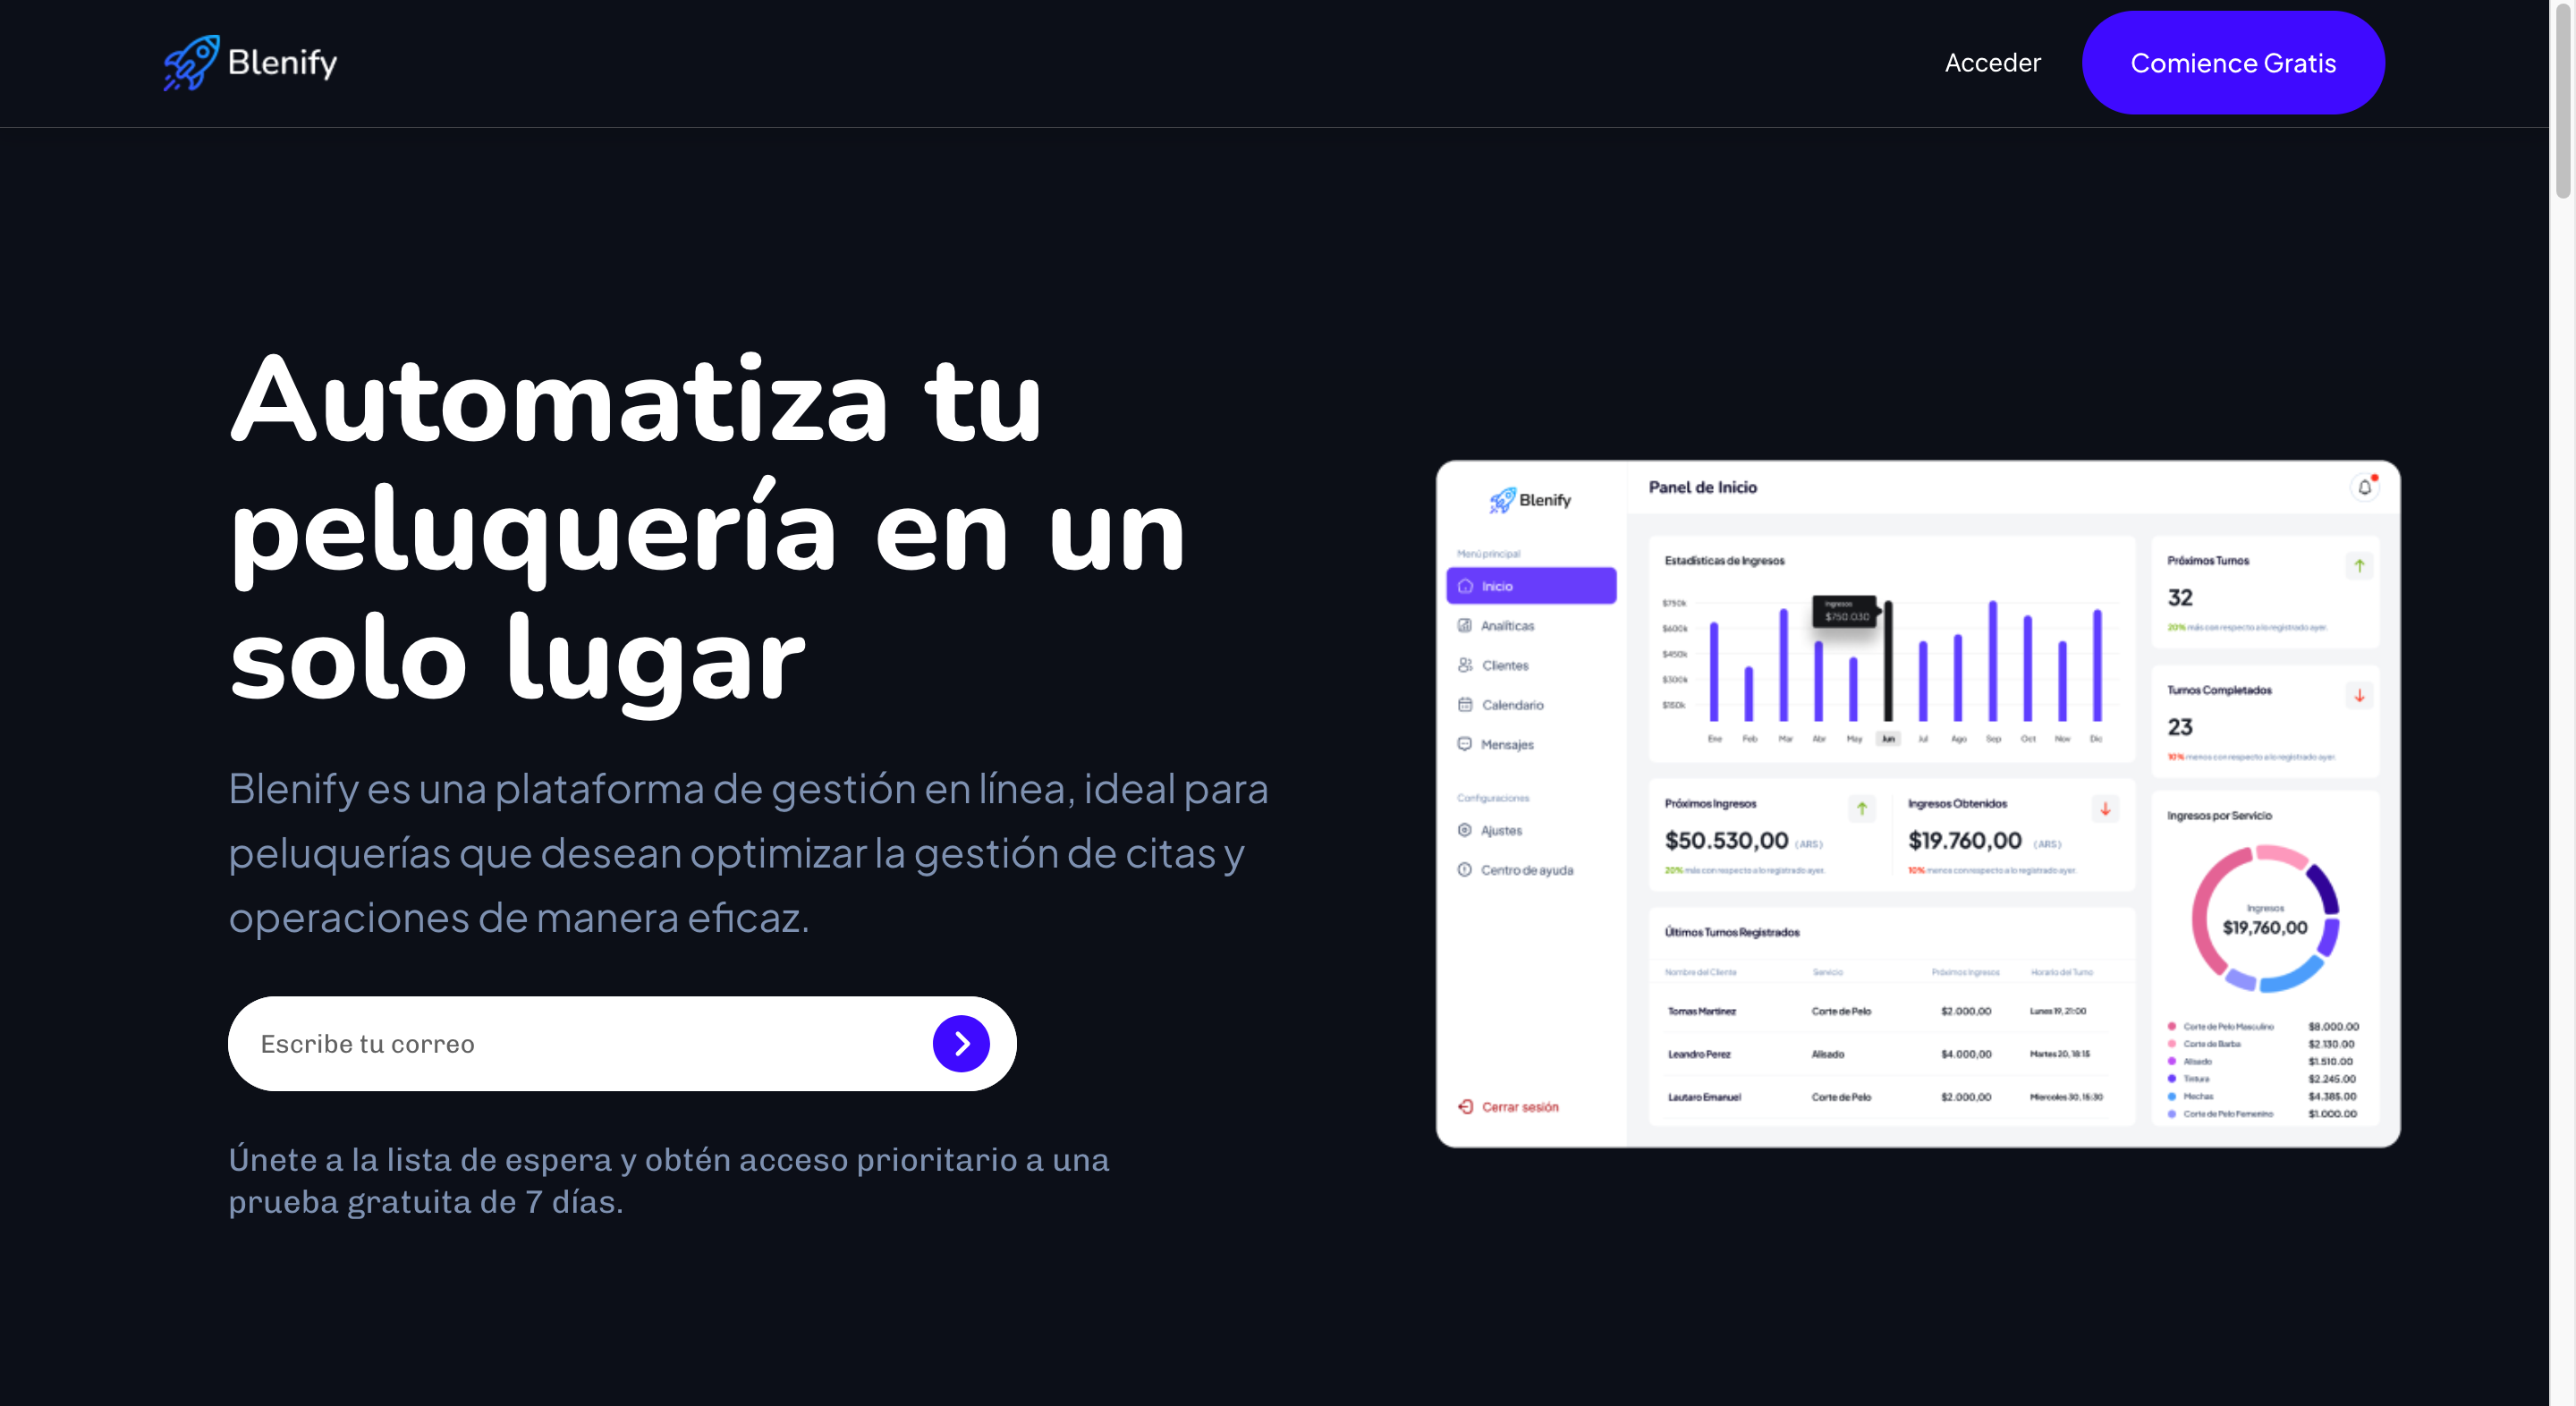 Blenify
Acceder
Comience Gratis
Automatiza tu
peluquería en un
solo lugar
Blenify es una plataforma de gestión en línea, ideal para
peluquerías que desean optimizar la gestión de citas y
operaciones de manera eficaz.
Escribe tu correo
Únete a la lista de espera y obtén acceso prioritario a una
prueba gratuita de 7 días.
Blenify
Menú principal
Inicio
Analíticas
Clientes
Calendario
Mensajes
Configuraciones
Ajustes
Centro de ayuda
Cerrar sesión
Panel de Inicio
Estadísticas de Ingresos
$750k
$600k
$450k
$300k
$150k
Ingresos
$750.030
Ene Feb Mar Abr May Jun Jul Ago Sep Oct Nov Dic
Próximos Turnos
32
20% más con respecto a lo registrado ayer.
Turnos Completados
23
10% menos con respecto a lo registrado ayer.
Próximos Ingresos
$50.530,00 (ARS)
20% más con respecto a lo registrado ayer.
Ingresos Obtenidos
$19.760,00 (ARS)
10% menos con respecto a lo registrado ayer.
Últimos Turnos Registrados
Nombre del Cliente Servicio Próximos Ingresos Horario del Turno
Tomas Martinez Corte de Pelo $2.000,00 Lunes 19, 21:00
Leandro Perez Alisado $4.000,00 Martes 20, 18:15
Lautaro Emanuel Corte de Pelo $2.000,00 Miercoles 30, 15:30
Ingresos por Servicio
Ingresos
$19,760,00
Corte de Pelo Masculino $8.000.00
Corte de Barba $2.130.00
Alisado $1.510.00
Tintura $2.245.00
Mechas $4.385.00
Corte de Pelo Femenino $1.000.00